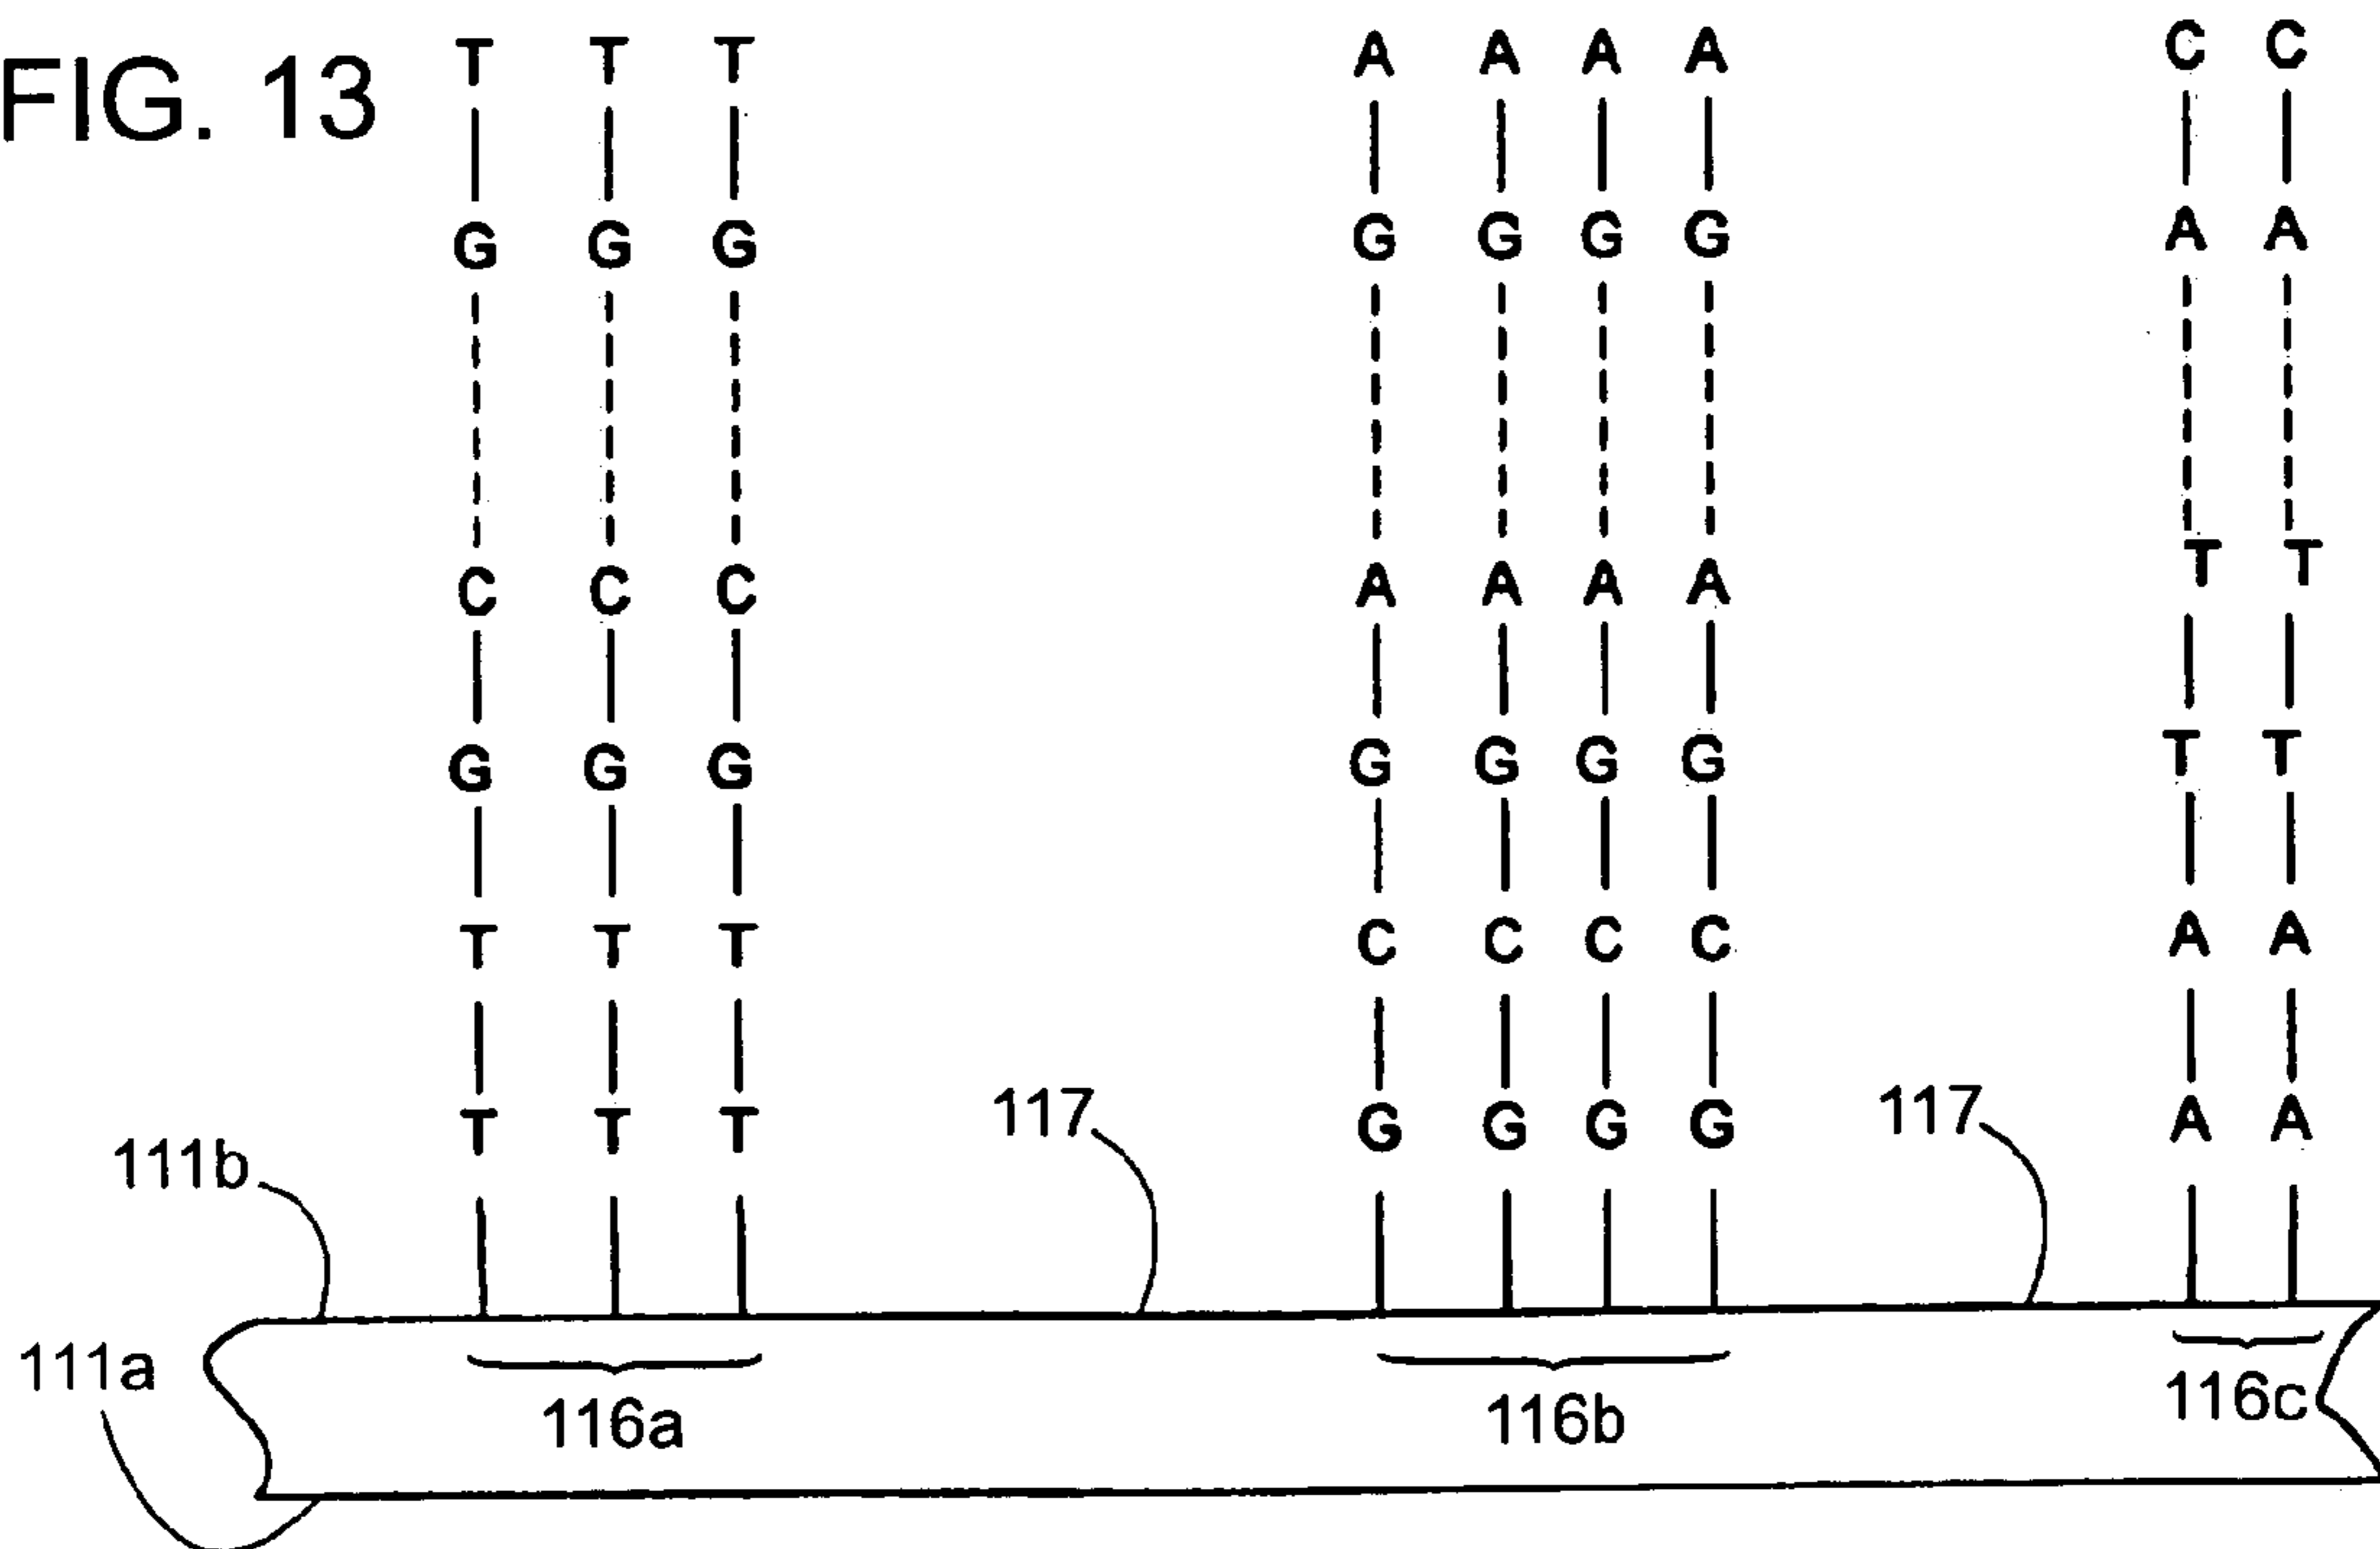 FIG. 13
T T T A A A A C C
G G G G G G G A A
C C C A A A A T T
G G G G G G G T T
T T T C C C C A A
T T T G G G G A A
117 117
111b
111a
116a 116b 116c